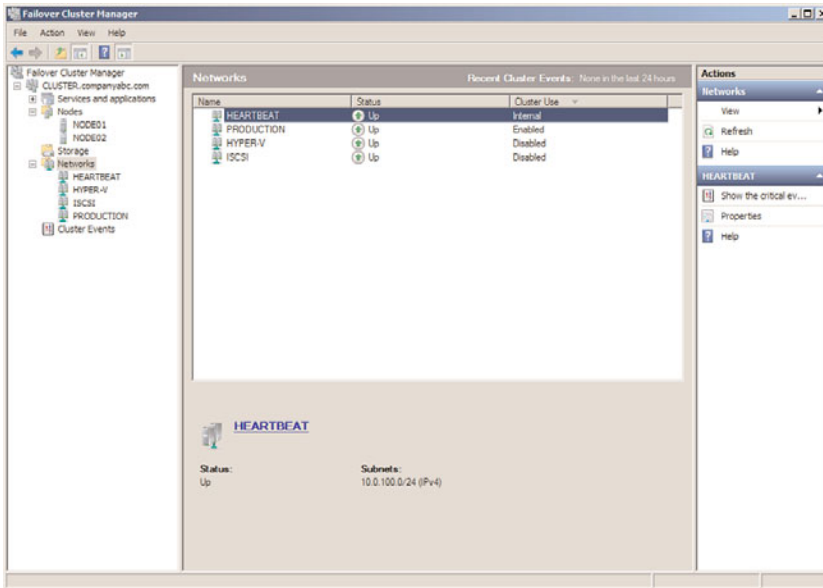 Failover Cluster Manager
File Action View Help
Failover Cluster Manager
CLUSTER.companyabc.com
Services and applications
Nodes
NODE01
NODE02
Storage
Networks
HEARTBEAT
HYPER-V
ISCSI
PRODUCTION
Cluster Events
Networks Recent Cluster Events: None in the last 24 hours
Name Status Cluster Use
HEARTBEAT Up Internal
PRODUCTION Up Enabled
HYPER-V Up Disabled
ISCSI Up Disabled
HEARTBEAT
Status: Subnets:
Up 10.0.100.0/24 (IPv4)
Actions
Networks
View
Refresh
Help
HEARTBEAT
Show the critical ev...
Properties
Help